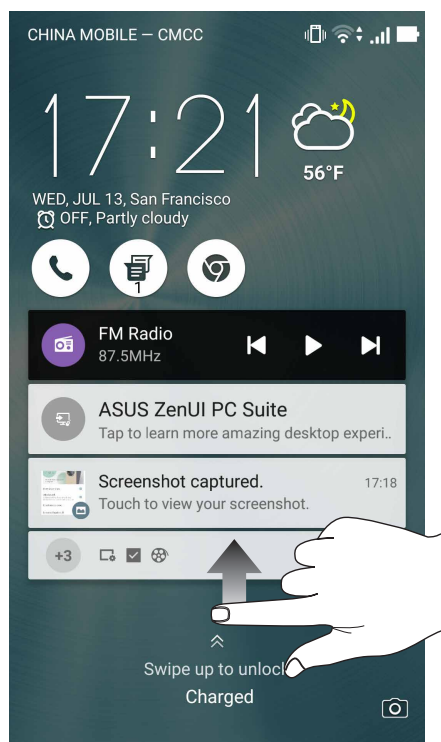 CHINA MOBILE — CMCC
17:21
56°F
WED, JUL 13, San Francisco
OFF, Partly cloudy
1
FM Radio
87.5MHz
ASUS ZenUI PC Suite
Tap to learn more amazing desktop experi..
Screenshot captured. 17:18
Touch to view your screenshot.
+3
Swipe up to unloc
Charged